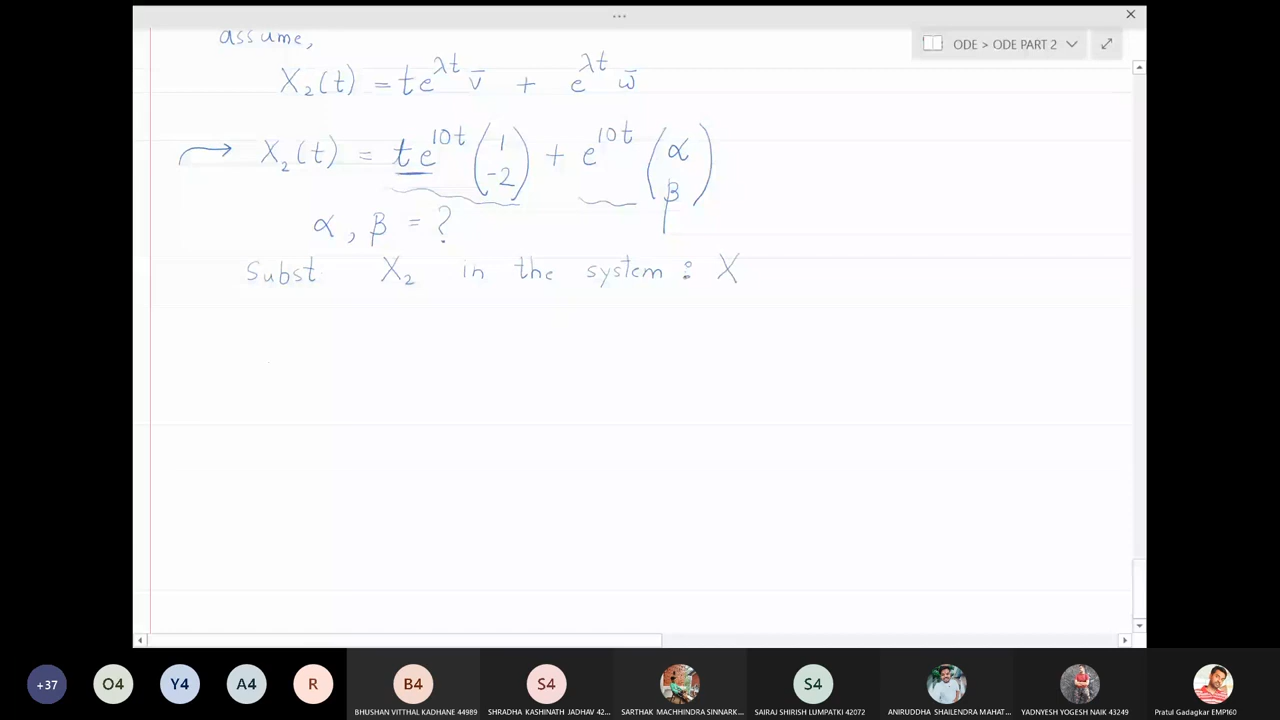 assume,
ODE > ODE PART 2
X₂(t) = te^λt v̄ + e^λt ω̄
X₂(t) = te^10t (1 -2) + e^10t (α β)
α, β = ?
Subst X₂ in the system : X
+37
O4
Y4
A4
R
B4
S4
S4
BHUSHAN VITTHAL KADHANE 44989
SHRADHA KASHINATH JADHAV 42...
SARTHAK MACHHINDRA SINNARK...
SAIRAJ SHIRISH LUMPATKI 42072
ANIRUDDHA SHAILENDRA MAHAT...
YADNYESH YOGESH NAIK 43249
Pratul Gadagkar EMP160